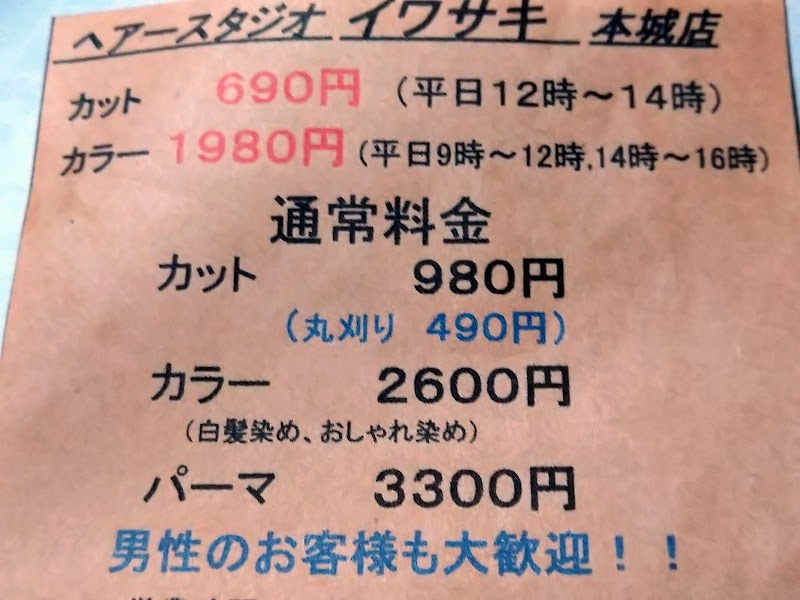 ヘアースタジオ イワサキ 本城店
カット 690円 (平日12時～14時)
カラー 1980円 (平日9時～12時,14時～16時)
通常料金
カット 980円
(丸刈り 490円)
カラー 2600円
(白髪染め、おしゃれ染め)
パーマ 3300円
男性のお客様も大歓迎!!